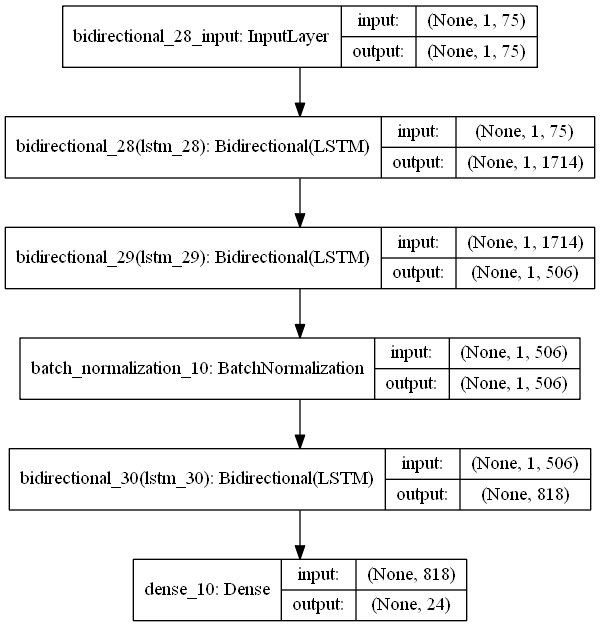 bidirectional_28_input: InputLayer input: (None, 1, 75)
output: (None, 1, 75)
bidirectional_28(lstm_28): Bidirectional(LSTM) input: (None, 1, 75)
output: (None, 1, 1714)
bidirectional_29(lstm_29): Bidirectional(LSTM) input: (None, 1, 1714)
output: (None, 1, 506)
batch_normalization_10: BatchNormalization input: (None, 1, 506)
output: (None, 1, 506)
bidirectional_30(lstm_30): Bidirectional(LSTM) input: (None, 1, 506)
output: (None, 818)
dense_10: Dense input: (None, 818)
output: (None, 24)